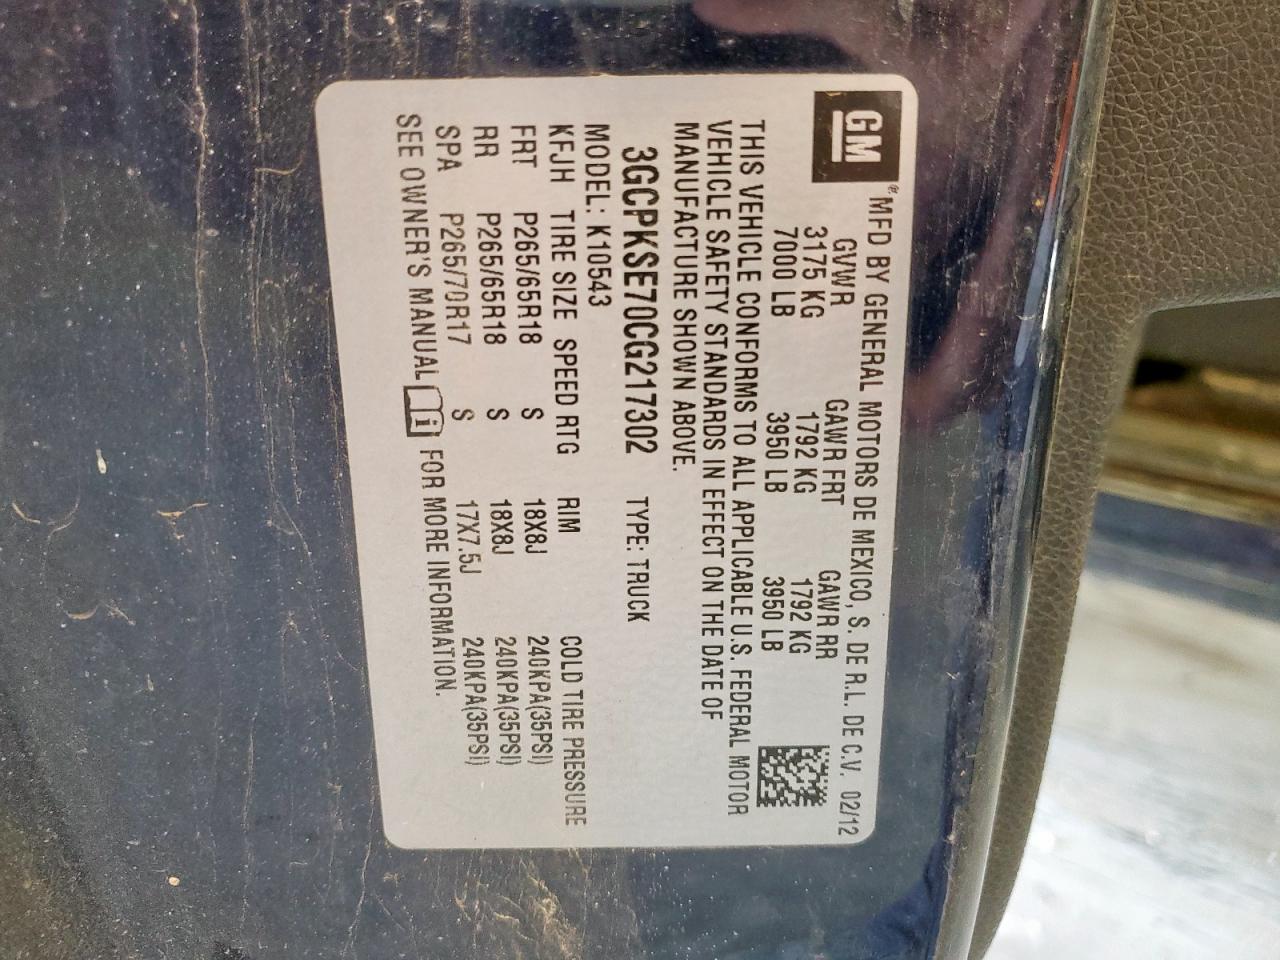 GM® MFD BY GENERAL MOTORS DE MEXICO, S. DE R.L. DE C.V. 02/12
GVWR GAWR FRT GAWR RR
3175 KG 1792 KG 1792 KG
7000 LB 3950 LB 3950 LB
THIS VEHICLE CONFORMS TO ALL APPLICABLE U.S. FEDERAL MOTOR
VEHICLE SAFETY STANDARDS IN EFFECT ON THE DATE OF
MANUFACTURE SHOWN ABOVE.
3GCPKSE70CG217302 TYPE: TRUCK
MODEL: K10543
KFJH TIRE SIZE SPEED RTG RIM COLD TIRE PRESSURE
FRT P265/65R18 S 18X8J 240KPA(35PSI)
RR P265/65R18 S 18X8J 240KPA(35PSI)
SPA P265/70R17 S 17X7.5J 240KPA(35PSI)
SEE OWNER'S MANUAL i FOR MORE INFORMATION.